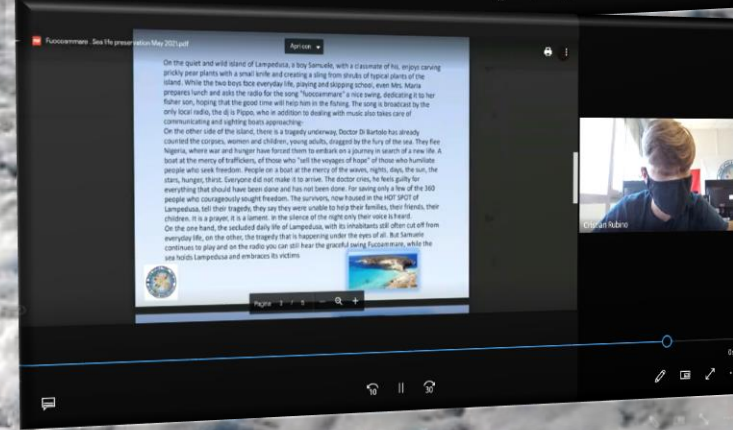 Fuocoammare . Sea life preservation May 2021.pdf
Apri con
On the quiet and wild island of Lampedusa, a boy Samuele, with a classmate of his, enjoys carving
prickly pear plants with a small knife and creating a sling from shrubs of typical plants of the
island. While the two boys face everyday life, playing and skipping school, even Mrs. Maria
prepares lunch and asks the radio for the song "fuocoammare" a nice swing, dedicating it to her
fisher son, hoping that the good time will help him in the fishing. The song is broadcast by the
only local radio, the dj is Pippo, who in addition to dealing with music also takes care of
communicating and sighting boats approaching-
On the other side of the island, there is a tragedy underway, Doctor Di Bartolo has already
counted the corpses, women and children, young adults, dragged by the fury of the sea. They flee
Nigeria, where war and hunger have forced them to embark on a journey in search of a new life. A
boat at the mercy of traffickers, of those who "sell the voyages of hope" of those who humiliate
people who seek freedom. People on a boat at the mercy of the waves, nights, days, the sun, the
stars, hunger, thirst. Everyone did not make it to arrive. The doctor cries, he feels guilty for
everything that should have been done and has not been done. For saving only a few of the 360
people who courageously sought freedom. The survivors, now housed in the HOT SPOT of
Lampedusa, tell their tragedy, they say they were unable to help their families, their friends, their
children. It is a prayer, it is a lament. In the silence of the night only their voice is heard.
On the one hand, the secluded daily life of Lampedusa, with its inhabitants still often cut off from
everyday life, on the other, the tragedy that is happening under the eyes of all. But Samuele
continues to play and on the radio you can still hear the graceful swing Fucoammare, while the
sea holds Lampedusa and embraces its victims
Cristian Rubino
Pagina 3 / 5
10
30